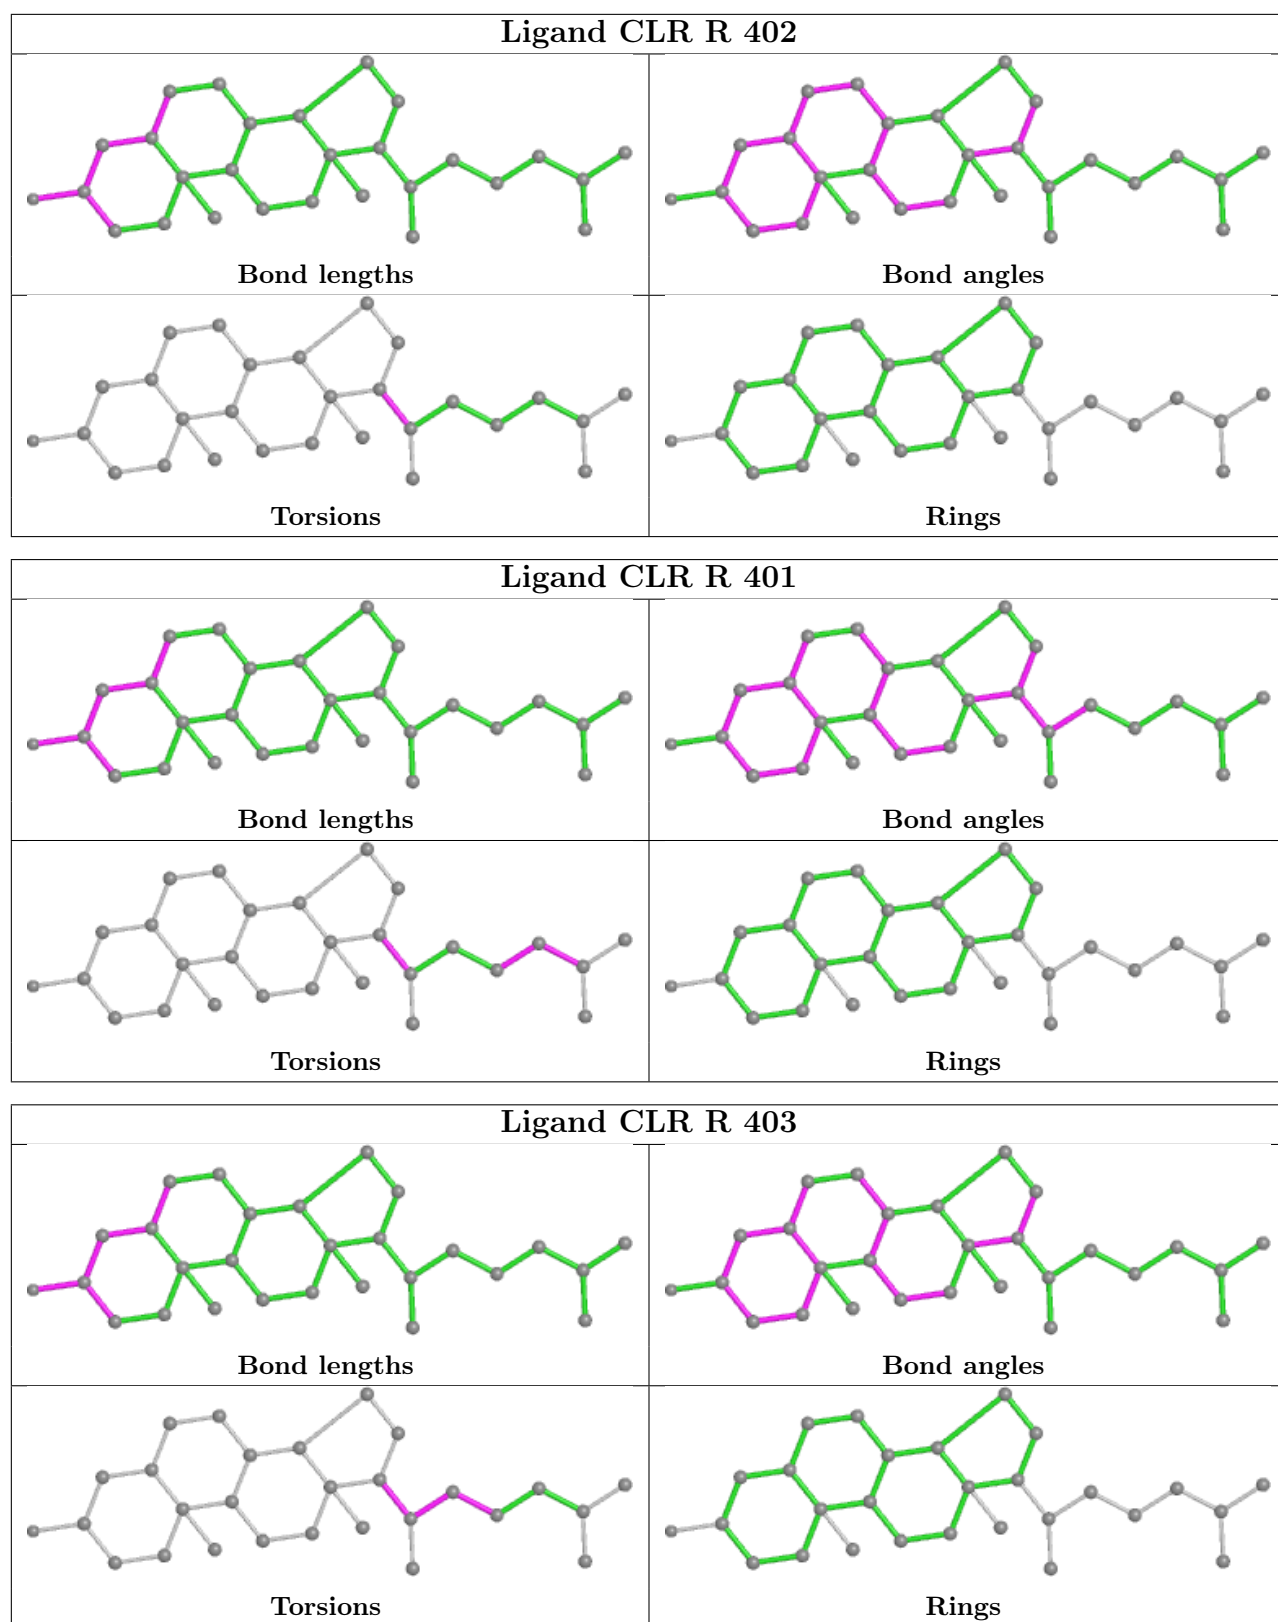 Ligand CLR R 402
Bond lengths
Bond angles
Torsions
Rings
Ligand CLR R 401
Bond lengths
Bond angles
Torsions
Rings
Ligand CLR R 403
Bond lengths
Bond angles
Torsions
Rings